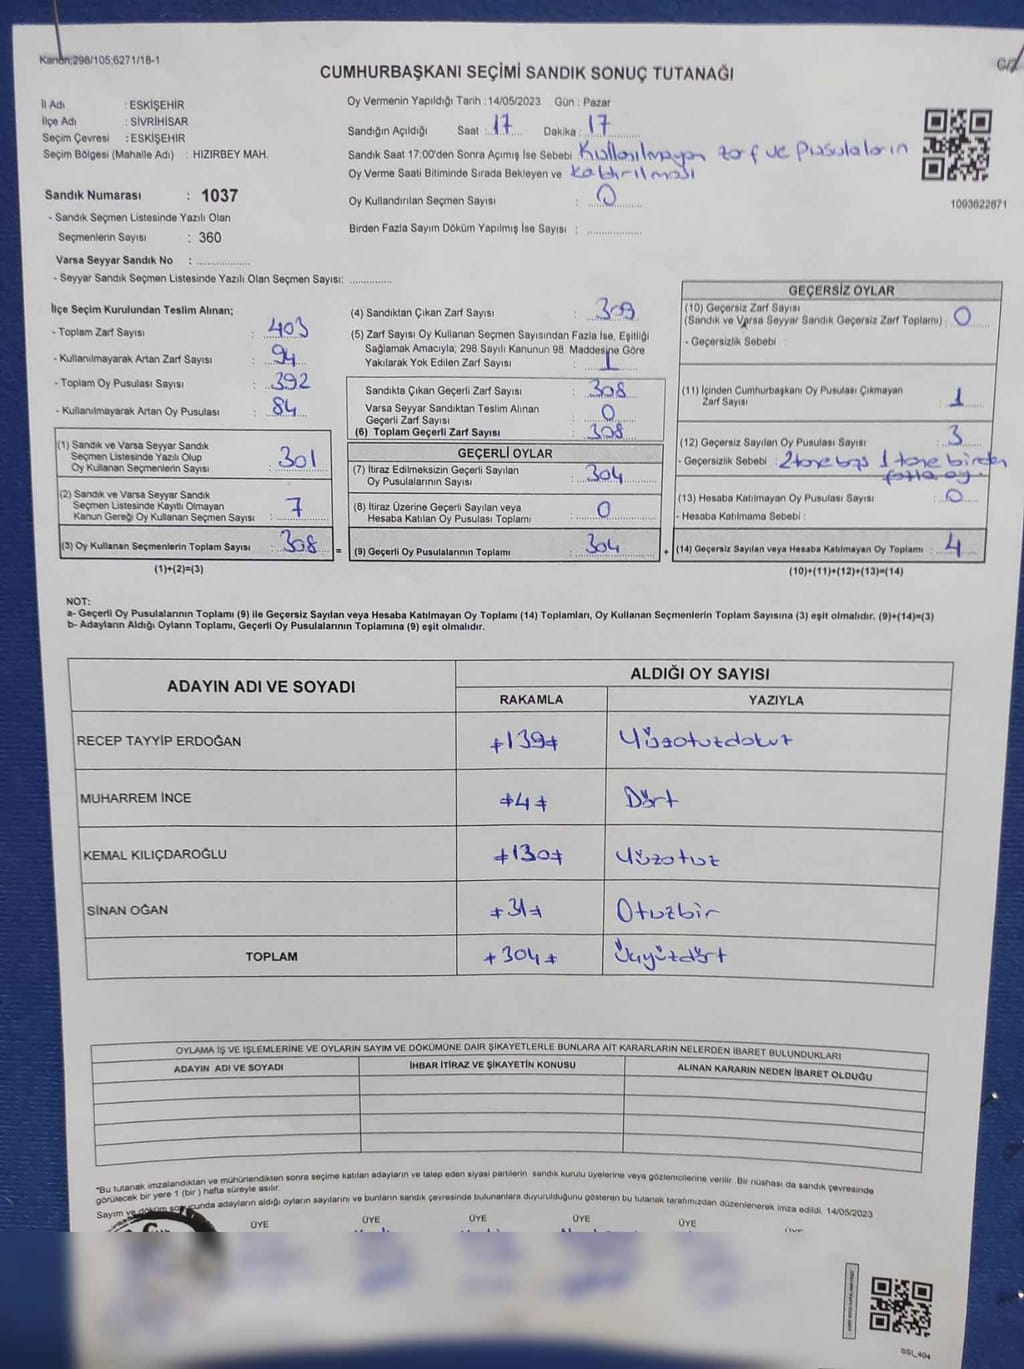 Kanun;298/105;6271/18-1
C/2
CUMHURBAŞKANI SEÇİMİ SANDIK SONUÇ TUTANAĞI
İl Adı : ESKİŞEHİR
İlçe Adı : SİVRİHİSAR
Seçim Çevresi : ESKİŞEHİR
Seçim Bölgesi (Mahalle Adı) : HIZIRBEY MAH.
Sandık Numarası : 1037
- Sandık Seçmen Listesinde Yazılı Olan
Seçmenlerin Sayısı : 360
Varsa Seyyar Sandık No : ..................
- Seyyar Sandık Seçmen Listesinde Yazılı Olan Seçmen Sayısı: ..............
Oy Vermenin Yapıldığı Tarih :14/05/2023 Gün : Pazar
Sandığın Açıldığı Saat : 17 Dakika : 17
Sandık Saat 17:00'den Sonra Açımış İse Sebebi Kullanılmayan zarf ve pusulaların
Oy Verme Saati Bitiminde Sırada Bekleyen ve kaldırılması
Oy Kullandırılan Seçmen Sayısı : 0
Birden Fazla Sayım Döküm Yapılmış İse Sayısı : ..................
1093622671
İlçe Seçim Kurulundan Teslim Alınan;
- Toplam Zarf Sayısı : 403
- Kullanılmayarak Artan Zarf Sayısı : 94
- Toplam Oy Pusulası Sayısı : 392
- Kullanılmayarak Artan Oy Pusulası : 84
(1) Sandık ve Varsa Seyyar Sandık
Seçmen Listesinde Yazılı Olup
Oy Kullanan Seçmenlerin Sayısı : 301
(2) Sandık ve Varsa Seyyar Sandık
Seçmen Listesinde Kayıtlı Olmayan
Kanun Gereği Oy Kullanan Seçmen Sayısı : 7
(3) Oy Kullanan Seçmenlerin Toplam Sayısı : 308 =
(1)+(2)=(3)
(4) Sandıktan Çıkan Zarf Sayısı : 309
(5) Zarf Sayısı Oy Kullanan Seçmen Sayısından Fazla İse, Eşitliği
Sağlamak Amacıyla; 298 Sayılı Kanunun 98. Maddesine Göre
Yakılarak Yok Edilen Zarf Sayısı : 1
Sandıkta Çıkan Geçerli Zarf Sayısı : 308
Varsa Seyyar Sandıktan Teslim Alınan
Geçerli Zarf Sayısı : 0
(6) Toplam Geçerli Zarf Sayısı : 308
GEÇERLİ OYLAR
(7) İtiraz Edilmeksizin Geçerli Sayılan
Oy Pusulalarının Sayısı : 304
(8) İtiraz Üzerine Geçerli Sayılan veya
Hesaba Katılan Oy Pusulası Toplamı : 0
(9) Geçerli Oy Pusulalarının Toplamı : 304 +
GEÇERSİZ OYLAR
(10) Geçersiz Zarf Sayısı
(Sandık ve Varsa Seyyar Sandık Geçersiz Zarf Toplamı) : 0
- Geçersizlik Sebebi :
(11) İçinden Cumhurbaşkanı Oy Pusulası Çıkmayan
Zarf Sayısı : 1
(12) Geçersiz Sayılan Oy Pusulası Sayısı : 3
- Geçersizlik Sebebi : 2 tane boş 1 tane birden
fazla oy
(13) Hesaba Katılmayan Oy Pusulası Sayısı : 0
- Hesaba Katılmama Sebebi :
(14) Geçersiz Sayılan veya Hesaba Katılmayan Oy Toplamı : 4
(10)+(11)+(12)+(13)=(14)
NOT:
a- Geçerli Oy Pusulalarının Toplamı (9) ile Geçersiz Sayılan veya Hesaba Katılmayan Oy Toplamı (14) Toplamları, Oy Kullanan Seçmenlerin Toplam Sayısına (3) eşit olmalıdır. (9)+(14)=(3)
b- Adayların Aldığı Oyların Toplamı, Geçerli Oy Pusulalarının Toplamına (9) eşit olmalıdır.
ADAYIN ADI VE SOYADI ALDIĞI OY SAYISI
RAKAMLA YAZIYLA
RECEP TAYYİP ERDOĞAN ≠139≠ Yüzotuzdokuz
MUHARREM İNCE ≠4≠ Dört
KEMAL KILIÇDAROĞLU ≠130≠ Yüzotuz
SİNAN OĞAN ≠31≠ Otuzbir
TOPLAM ≠304≠ Üçyüzdört
OYLAMA İŞ VE İŞLEMLERİNE VE OYLARIN SAYIM VE DÖKÜMÜNE DAİR ŞİKAYETLERLE BUNLARA AİT KARARLARIN NELERDEN İBARET BULUNDUKLARI
ADAYIN ADI VE SOYADI İHBAR İTİRAZ VE ŞİKAYETİN KONUSU ALINAN KARARIN NEDEN İBARET OLDUĞU
*Bu tutanak imzalandıktan ve mühürlendikten sonra seçime katılan adayların ve talep eden siyasi partilerin sandık kurulu üyelerine veya gözlemcilerine verilir. Bir nüshası da sandık çevresinde
görülecek bir yere 1 (bir ) hafta süreyle asılır.
Sayım ve döküm sonucunda adayların aldığı oyların sayılarını ve bunların sandık çevresinde bulunanlara duyurulduğunu gösteren bu tutanak tarafımızdan düzenlenerek imza edildi. 14/05/2023
ÜYE ÜYE ÜYE ÜYE ÜYE
SSI_404